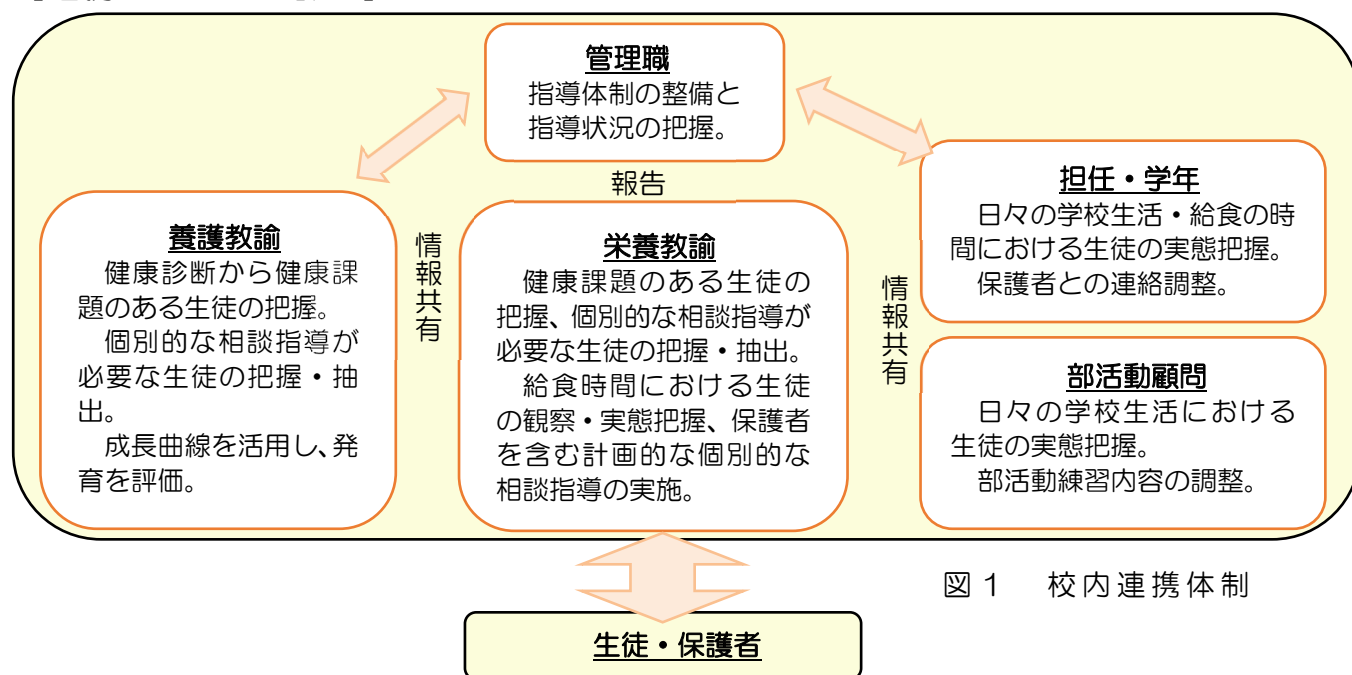 管理職
指導体制の整備と
指導状況の把握。
報告
養護教諭
健康診断から健康課
題のある生徒の把握。
個別的な相談指導が
必要な生徒の把握・抽
出。
成長曲線を活用し、発
育を評価。
情報共有
栄養教諭
健康課題のある生徒の
把握、個別的な相談指導が
必要な生徒の把握・抽出。
給食時間における生徒
の観察・実態把握、保護者
を含む計画的な個別的な
相談指導の実施。
情報共有
担任・学年
日々の学校生活・給食の時
間における生徒の実態把握。
保護者との連絡調整。
部活動顧問
日々の学校生活における
生徒の実態把握。
部活動練習内容の調整。
図1 校内連携体制
生徒・保護者